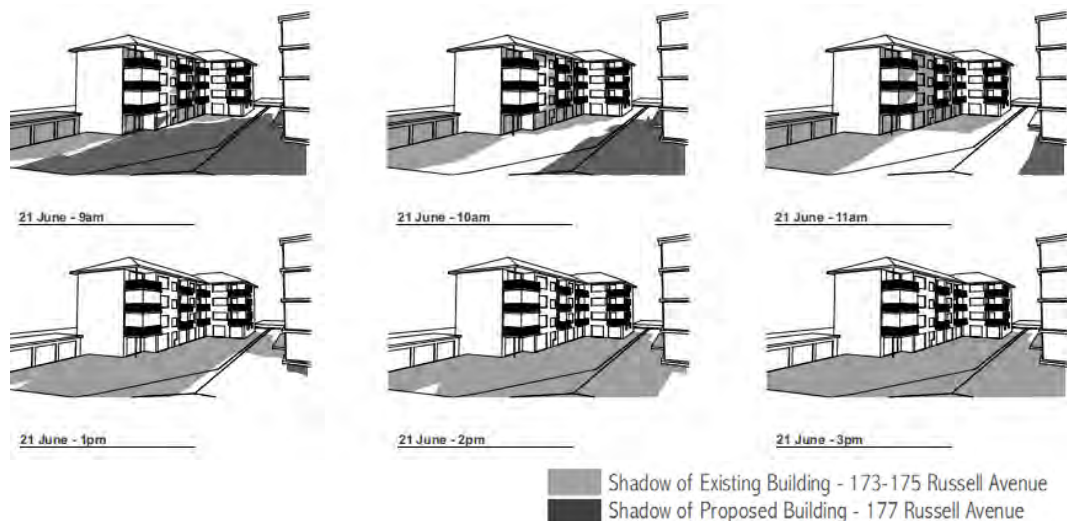 21 June - 9am
21 June - 10am
21 June - 11am
21 June - 1pm
21 June - 2pm
21 June - 3pm
Shadow of Existing Building - 173-175 Russell Avenue
Shadow of Proposed Building - 177 Russell Avenue